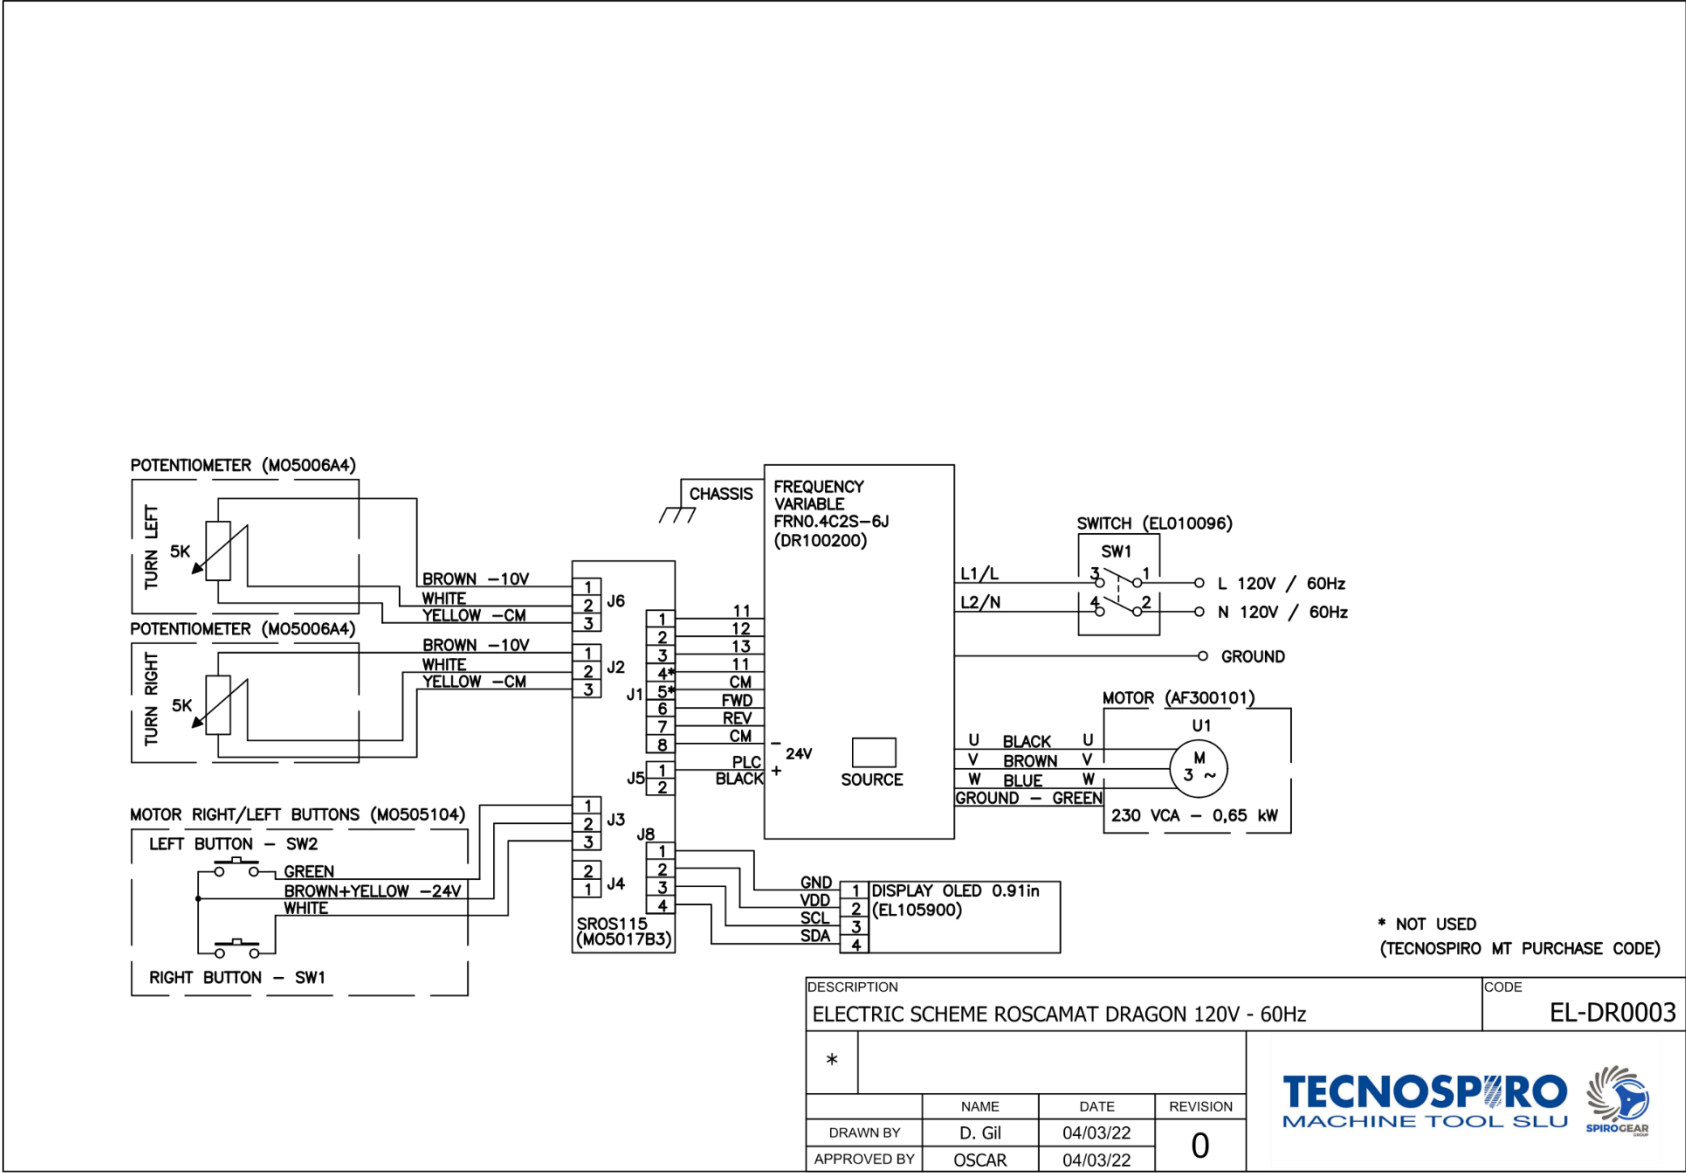 POTENTIOMETER (MO5006A4)
TURN LEFT
5K
BROWN -10V
WHITE
YELLOW -CM
POTENTIOMETER (MO5006A4)
TURN RIGHT
5K
BROWN -10V
WHITE
YELLOW -CM
MOTOR RIGHT/LEFT BUTTONS (MO505104)
LEFT BUTTON - SW2
GREEN
BROWN+YELLOW -24V
WHITE
RIGHT BUTTON - SW1
1
2
3
J6
1
2
3
J2
1
2
3
J3
2
1
J4
J1
1
2
3
4*
5*
6
7
8
J5
1
2
J8
1
2
3
4
SROS115
(MO5017B3)
11
12
13
11
CM
FWD
REV
CM
PLC
BLACK
CHASSIS
FREQUENCY
VARIABLE
FRN0.4C2S-6J
(DR100200)
- 24V
+
SOURCE
GND
VDD
SCL
SDA
1
2
3
4
DISPLAY OLED 0.91in
(EL105900)
SWITCH (EL010096)
SW1
L1/L 3 1 L 120V / 60Hz
L2/N 4 2 N 120V / 60Hz
GROUND
MOTOR (AF300101)
U1
U BLACK U
V BROWN V
W BLUE W
GROUND - GREEN
M
3 ~
230 VCA - 0,65 kW
* NOT USED
(TECNOSPIRO MT PURCHASE CODE)
DESCRIPTION
ELECTRIC SCHEME ROSCAMAT DRAGON 120V - 60Hz
CODE
EL-DR0003
*
NAME DATE REVISION
DRAWN BY D. Gil 04/03/22 0
APPROVED BY OSCAR 04/03/22
TECNOSPIRO
MACHINE TOOL SLU
SPIROGEAR
GROUP